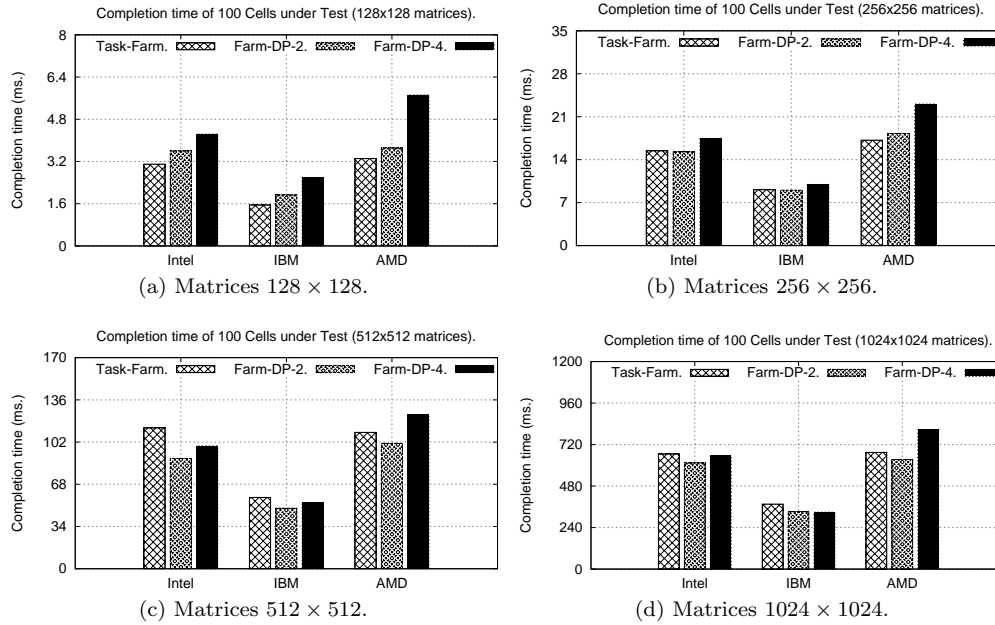 Completion time of 100 Cells under Test (128x128 matrices).
Completion time (ms.)
8
6.4
4.8
3.2
1.6
0
Task-Farm. Farm-DP-2. Farm-DP-4.
Intel IBM AMD
(a) Matrices 128 × 128.
Completion time of 100 Cells under Test (256x256 matrices).
Completion time (ms.)
35
28
21
14
7
0
Task-Farm. Farm-DP-2. Farm-DP-4.
Intel IBM AMD
(b) Matrices 256 × 256.
Completion time of 100 Cells under Test (512x512 matrices).
Completion time (ms.)
170
136
102
68
34
0
Task-Farm. Farm-DP-2. Farm-DP-4.
Intel IBM AMD
(c) Matrices 512 × 512.
Completion time of 100 Cells under Test (1024x1024 matrices).
Completion time (ms.)
1200
960
720
480
240
0
Task-Farm. Farm-DP-2. Farm-DP-4.
Intel IBM AMD
(d) Matrices 1024 × 1024.